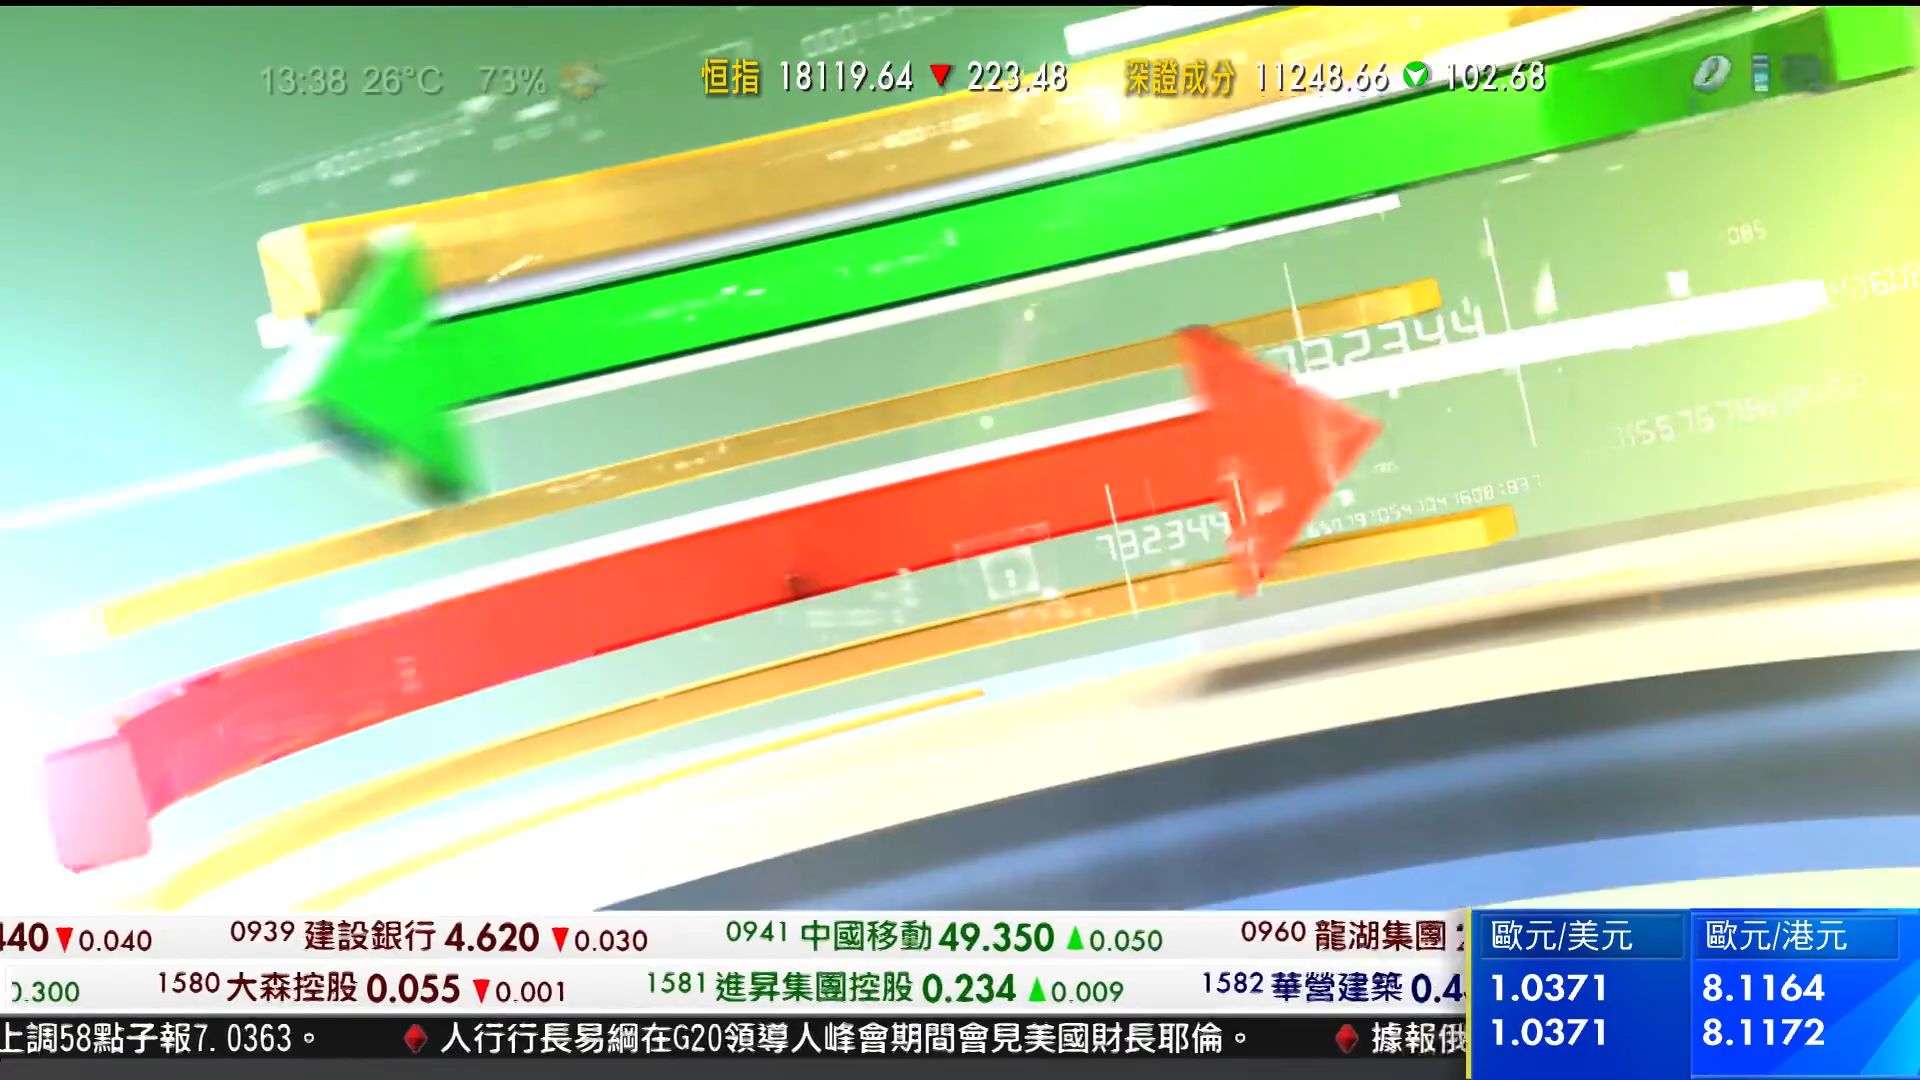 13:38 26°C 73% 恒指 18119.64 ▼ 223.48 深證成分 11248.66 102.68
085
732344
782344
440 ▼0.040 0939 建設銀行 4.620 ▼0.030 0941 中國移動 49.350 ▲0.050 0960 龍湖集團
0.300 1580 大森控股 0.055 ▼0.001 1581 進昇集團控股 0.234 ▲0.009 1582 華營建築 0.4
上調58點子報7.0363。 人行行長易綱在G20領導人峰會期間會見美國財長耶倫。 據報俄
歐元/美元 歐元/港元
1.0371 8.1164
1.0371 8.1172